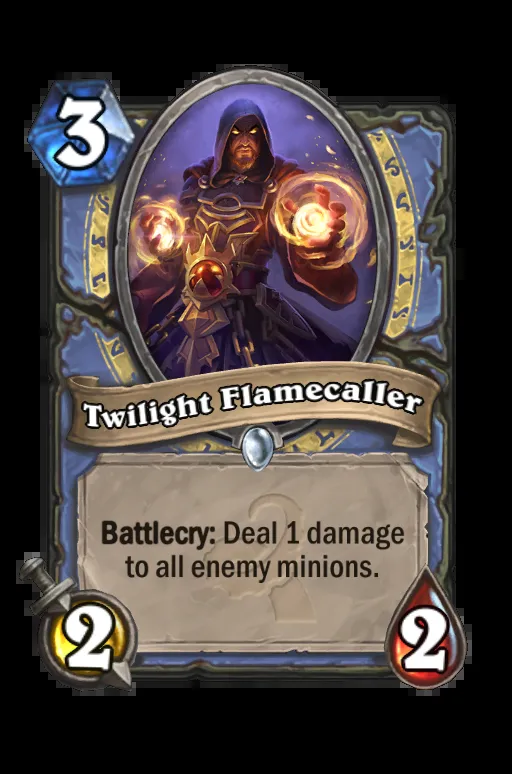 3
Twilight Flamecaller
Battlecry: Deal 1 damage
to all enemy minions.
2
2